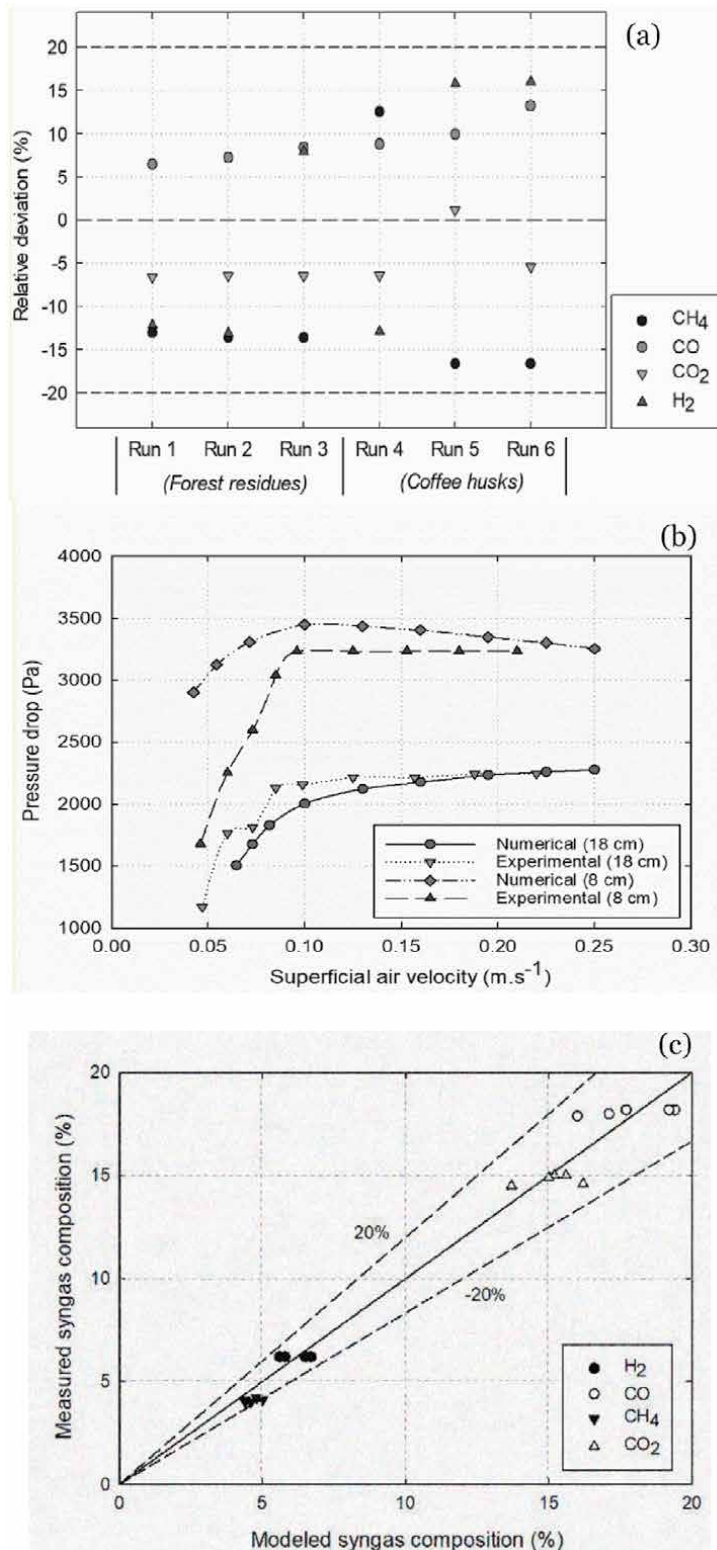 (a)
20
15
10
5
0
-5
-10
-15
-20
Relative deviation (%)
Run 1 Run 2 Run 3 Run 4 Run 5 Run 6
(Forest residues) (Coffee husks)
CH4
CO
CO2
H2
(b)
4000
3500
3000
2500
2000
1500
1000
Pressure drop (Pa)
Numerical (18 cm)
Experimental (18 cm)
Numerical (8 cm)
Experimental (8 cm)
0.00 0.05 0.10 0.15 0.20 0.25 0.30
Superficial air velocity (m.s⁻¹)
(c)
20
15
10
5
0
Measured syngas composition (%)
20%
-20%
H2
CO
CH4
CO2
0 5 10 15 20
Modeled syngas composition (%)